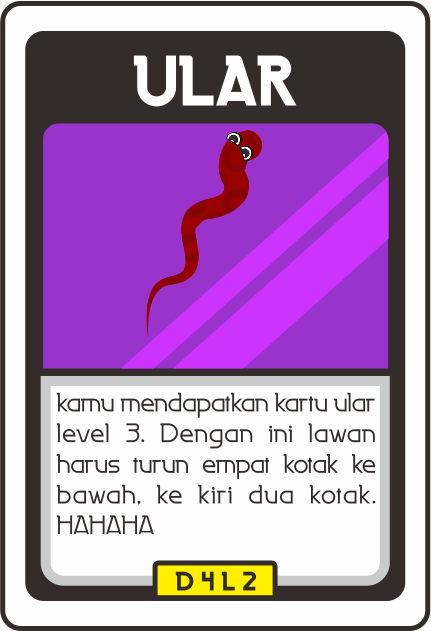 ULAR
kamu mendapatkan kartu ular
level 3. Dengan ini lawan
harus turun empat kotak ke
bawah, ke kiri dua kotak.
HAHAHA
D4L2